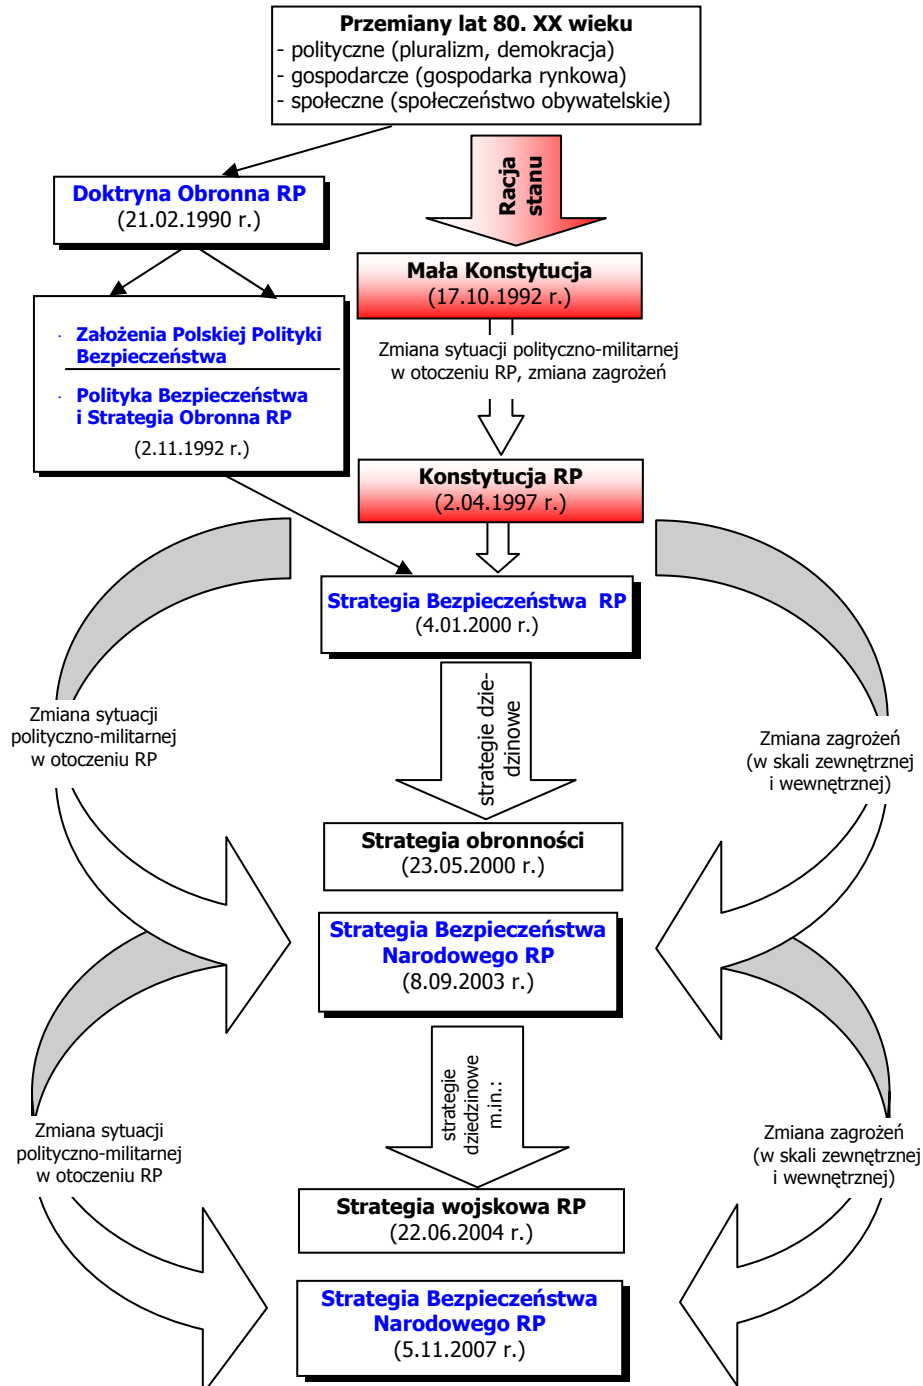 Przemiany lat 80. XX wieku
- polityczne (pluralizm, demokracja)
- gospodarcze (gospodarka rynkowa)
- społeczne (społeczeństwo obywatelskie)
Racja
stanu
Doktryna Obronna RP
(21.02.1990 r.)
Mała Konstytucja
(17.10.1992 r.)
· Założenia Polskiej Polityki
Bezpieczeństwa
· Polityka Bezpieczeństwa
i Strategia Obronna RP
(2.11.1992 r.)
Zmiana sytuacji polityczno-militarnej
w otoczeniu RP, zmiana zagrożeń
Konstytucja RP
(2.04.1997 r.)
Strategia Bezpieczeństwa RP
(4.01.2000 r.)
strategie dzie-
dzinowe
Zmiana sytuacji
polityczno-militarnej
w otoczeniu RP
Zmiana zagrożeń
(w skali zewnętrznej
i wewnętrznej)
Strategia obronności
(23.05.2000 r.)
Strategia Bezpieczeństwa
Narodowego RP
(8.09.2003 r.)
strategie
dziedzinowe
m.in.:
Zmiana sytuacji
polityczno-militarnej
w otoczeniu RP
Zmiana zagrożeń
(w skali zewnętrznej
i wewnętrznej)
Strategia wojskowa RP
(22.06.2004 r.)
Strategia Bezpieczeństwa
Narodowego RP
(5.11.2007 r.)